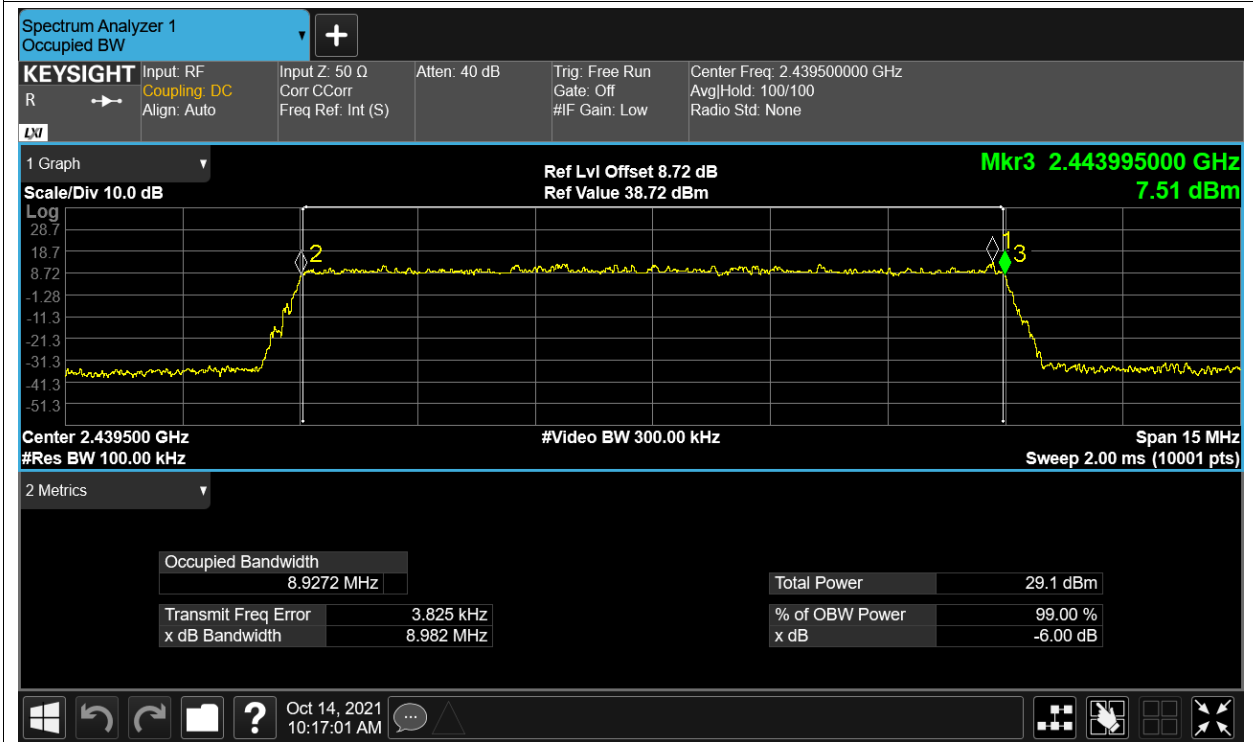 Spectrum Analyzer 1
Occupied BW
KEYSIGHT
R
LXI
Input: RF
Coupling: DC
Align: Auto
Input Z: 50 Ω
Corr CCorr
Freq Ref: Int (S)
Atten: 40 dB
Trig: Free Run
Gate: Off
#IF Gain: Low
Center Freq: 2.439500000 GHz
Avg|Hold: 100/100
Radio Std: None
1 Graph
Scale/Div 10.0 dB
Ref Lvl Offset 8.72 dB
Ref Value 38.72 dBm
Mkr3 2.443995000 GHz
7.51 dBm
Log
28.7
18.7
8.72
-1.28
-11.3
-21.3
-31.3
-41.3
-51.3
2
1
3
Center 2.439500 GHz
#Res BW 100.00 kHz
#Video BW 300.00 kHz
Span 15 MHz
Sweep 2.00 ms (10001 pts)
2 Metrics
Occupied Bandwidth
8.9272 MHz
Transmit Freq Error 3.825 kHz
x dB Bandwidth 8.982 MHz
Total Power 29.1 dBm
% of OBW Power 99.00 %
x dB -6.00 dB
?
Oct 14, 2021
10:17:01 AM